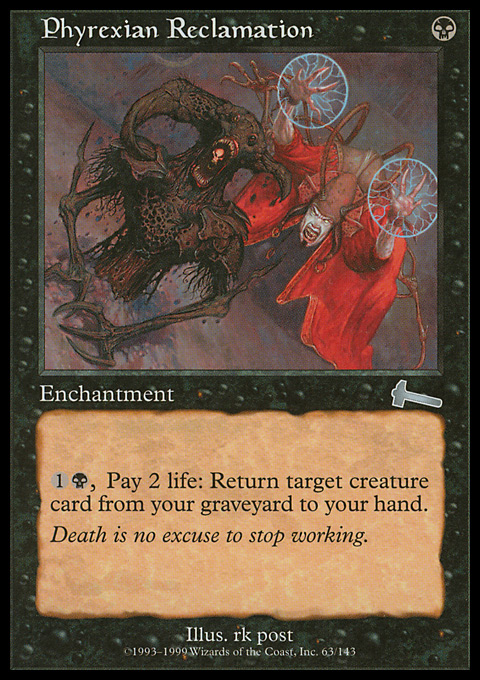 Phyrexian Reclamation
Enchantment
1, Pay 2 life: Return target creature
card from your graveyard to your hand.
Death is no excuse to stop working.
Illus. rk post
©1993–1999 Wizards of the Coast, Inc. 63/143